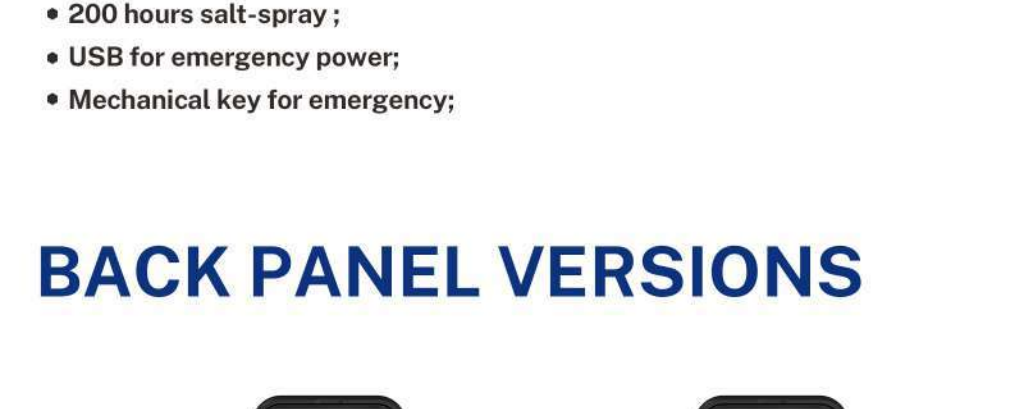 • 200 hours salt-spray ;
• USB for emergency power;
• Mechanical key for emergency;
BACK PANEL VERSIONS